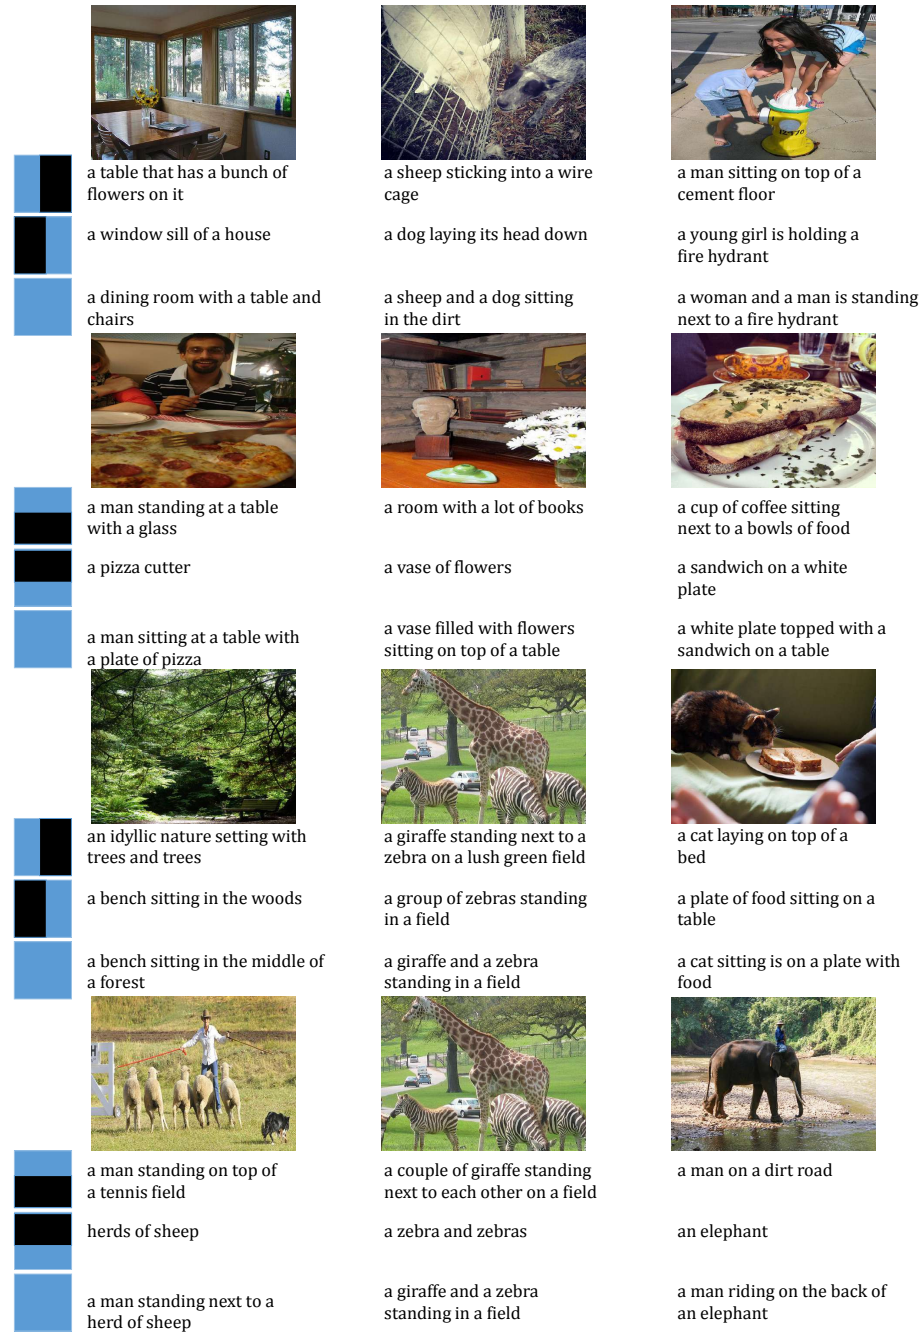 a table that has a bunch of
flowers on it
a sheep sticking into a wire
cage
a man sitting on top of a
cement floor
a window sill of a house
a dog laying its head down
a young girl is holding a
fire hydrant
a dining room with a table and
chairs
a sheep and a dog sitting
in the dirt
a woman and a man is standing
next to a fire hydrant
a man standing at a table
with a glass
a room with a lot of books
a cup of coffee sitting
next to a bowls of food
a pizza cutter
a vase of flowers
a sandwich on a white
plate
a man sitting at a table with
a plate of pizza
a vase filled with flowers
sitting on top of a table
a white plate topped with a
sandwich on a table
an idyllic nature setting with
trees and trees
a giraffe standing next to a
zebra on a lush green field
a cat laying on top of a
bed
a bench sitting in the woods
a group of zebras standing
in a field
a plate of food sitting on a
table
a bench sitting in the middle of
a forest
a giraffe and a zebra
standing in a field
a cat sitting is on a plate with
food
a man standing on top of
a tennis field
a couple of giraffe standing
next to each other on a field
a man on a dirt road
herds of sheep
a zebra and zebras
an elephant
a man standing next to a
herd of sheep
a giraffe and a zebra
standing in a field
a man riding on the back of
an elephant